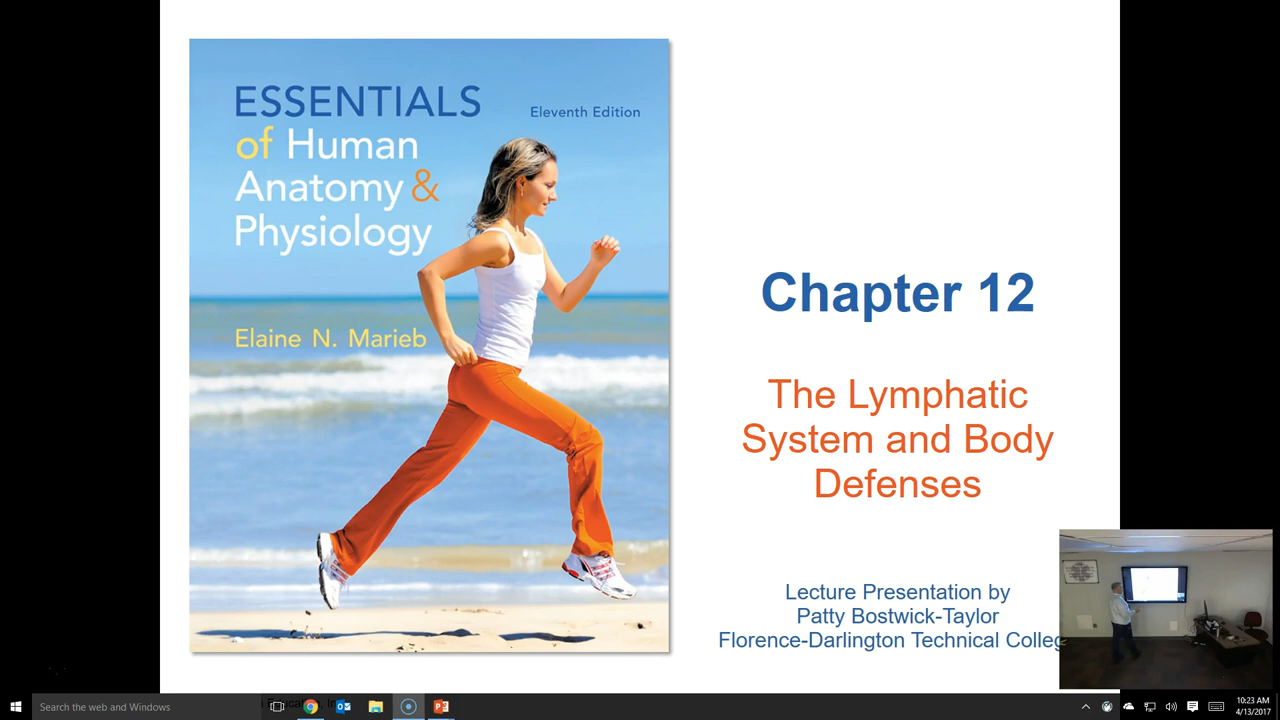 ESSENTIALS
Eleventh Edition
of Human
Anatomy &
Physiology
Elaine N. Marieb
Chapter 12
The Lymphatic
System and Body
Defenses
Lecture Presentation by
Patty Bostwick-Taylor
Florence-Darlington Technical Colleg
Search the web and Windows
10:23 AM
4/13/2017